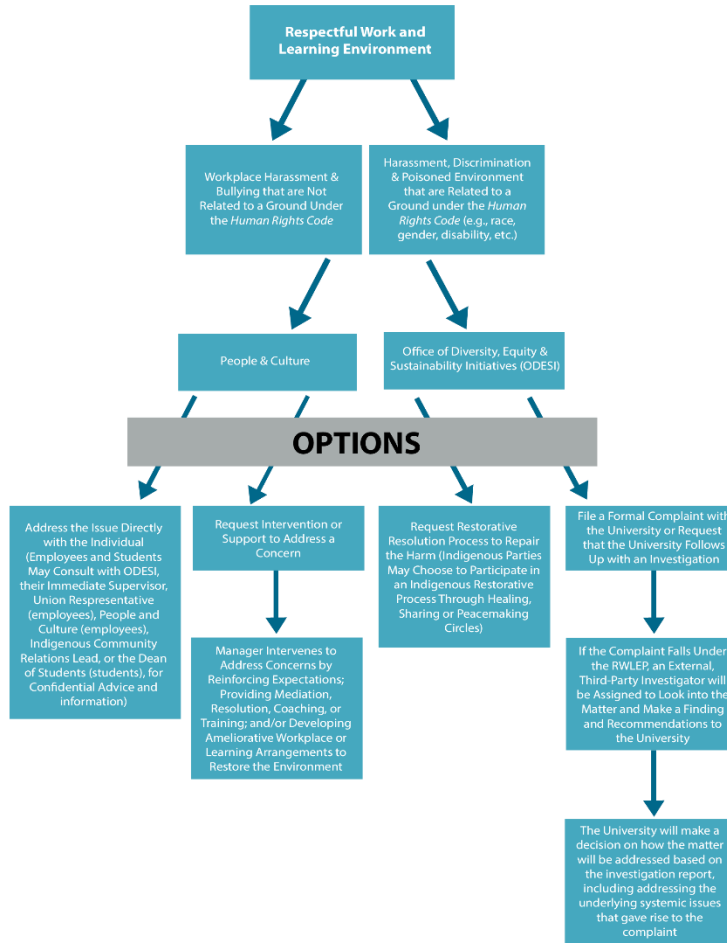 Respectful Work and
Learning Environment
Workplace Harassment &
Bullying that are Not
Related to a Ground Under
the Human Rights Code
Harassment, Discrimination
& Poisoned Environment
that are Related to a
Ground under the Human
Rights Code (e.g., race,
gender, disability, etc.)
People & Culture
Office of Diversity, Equity &
Sustainability Initiatives (ODESI)
OPTIONS
Address the Issue Directly
with the Individual
(Employees and Students
May Consult with ODESI,
their Immediate Supervisor,
Union Representative
(employees), People and
Culture (employees),
Indigenous Community
Relations Lead, or the Dean
of Students (students), for
Confidential Advice and
information)
Request Intervention or
Support to Address a
Concern
Manager Intervenes to
Address Concerns by
Reinforcing Expectations;
Providing Mediation,
Resolution, Coaching, or
Training; and/or Developing
Ameliorative Workplace or
Learning Arrangements to
Restore the Environment
Request Restorative
Resolution Process to Repair
the Harm (Indigenous Parties
May Choose to Participate in
an Indigenous Restorative
Process Through Healing,
Sharing or Peacemaking
Circles)
File a Formal Complaint with
the University or Request
that the University Follows
Up with an Investigation
If the Complaint Falls Under
the RWLEP, an External,
Third-Party Investigator will
be Assigned to Look into the
Matter and Make a Finding
and Recommendations to
the University
The University will make a
decision on how the matter
will be addressed based on
the investigation report,
including addressing the
underlying systemic issues
that gave rise to the
complaint